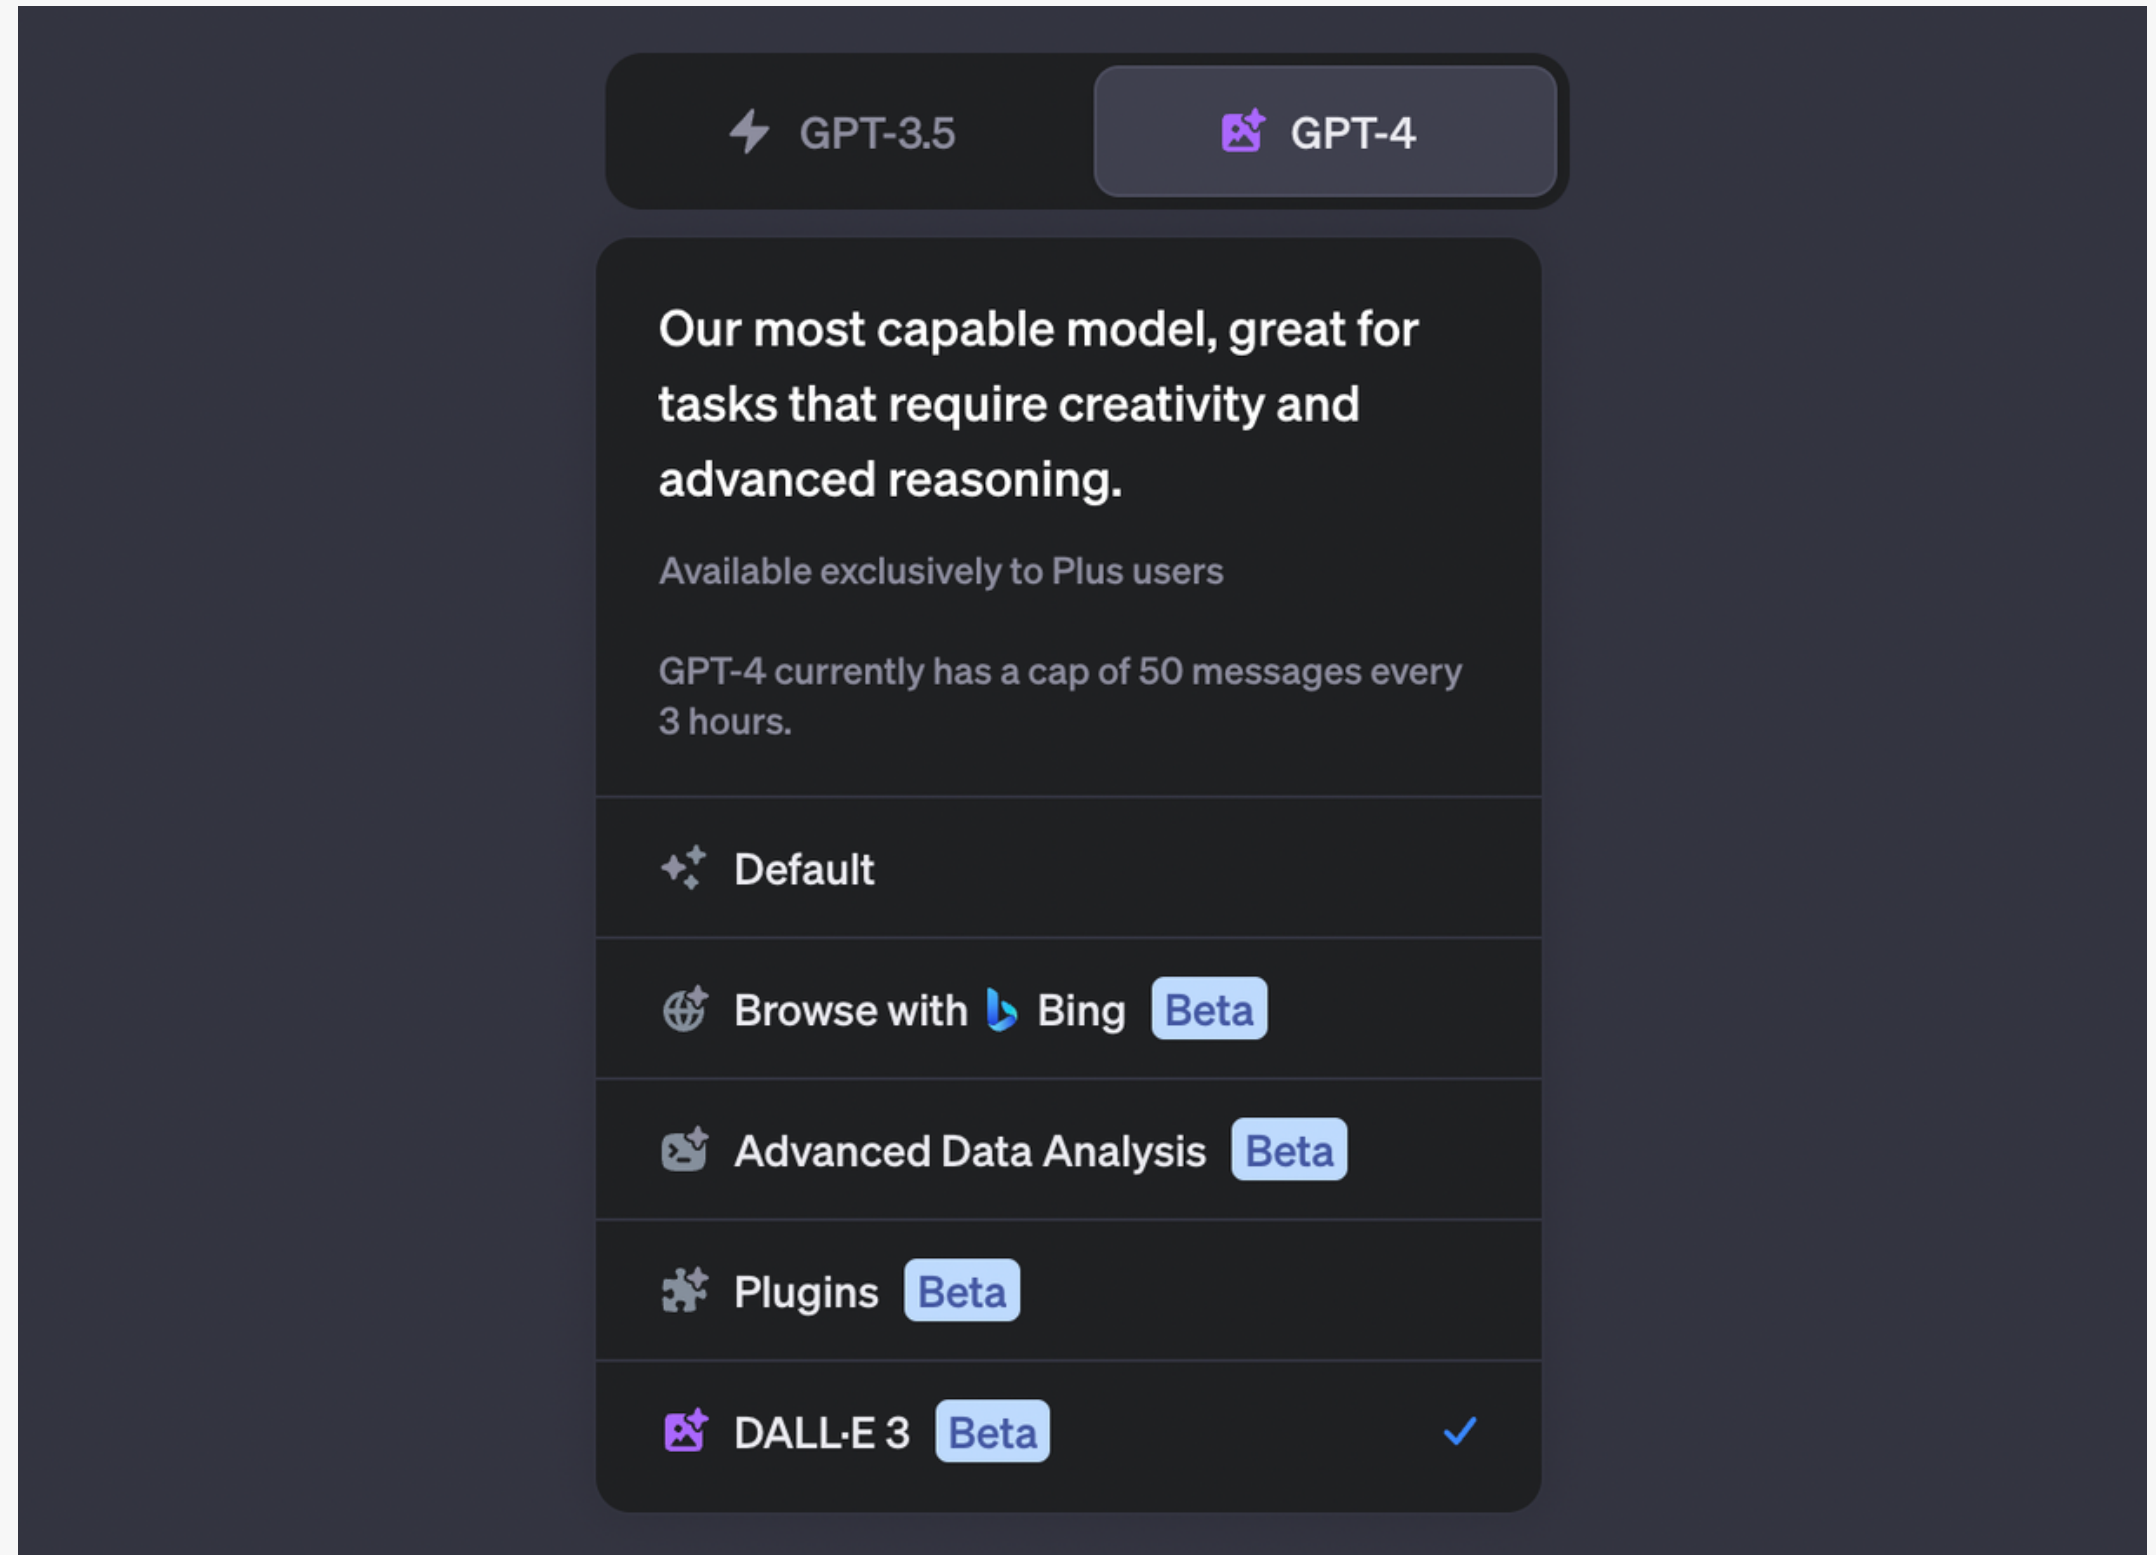 GPT-3.5
GPT-4
Our most capable model, great for
tasks that require creativity and
advanced reasoning.
Available exclusively to Plus users
GPT-4 currently has a cap of 50 messages every
3 hours.
Default
Browse with Bing Beta
Advanced Data Analysis Beta
Plugins Beta
DALL·E 3 Beta